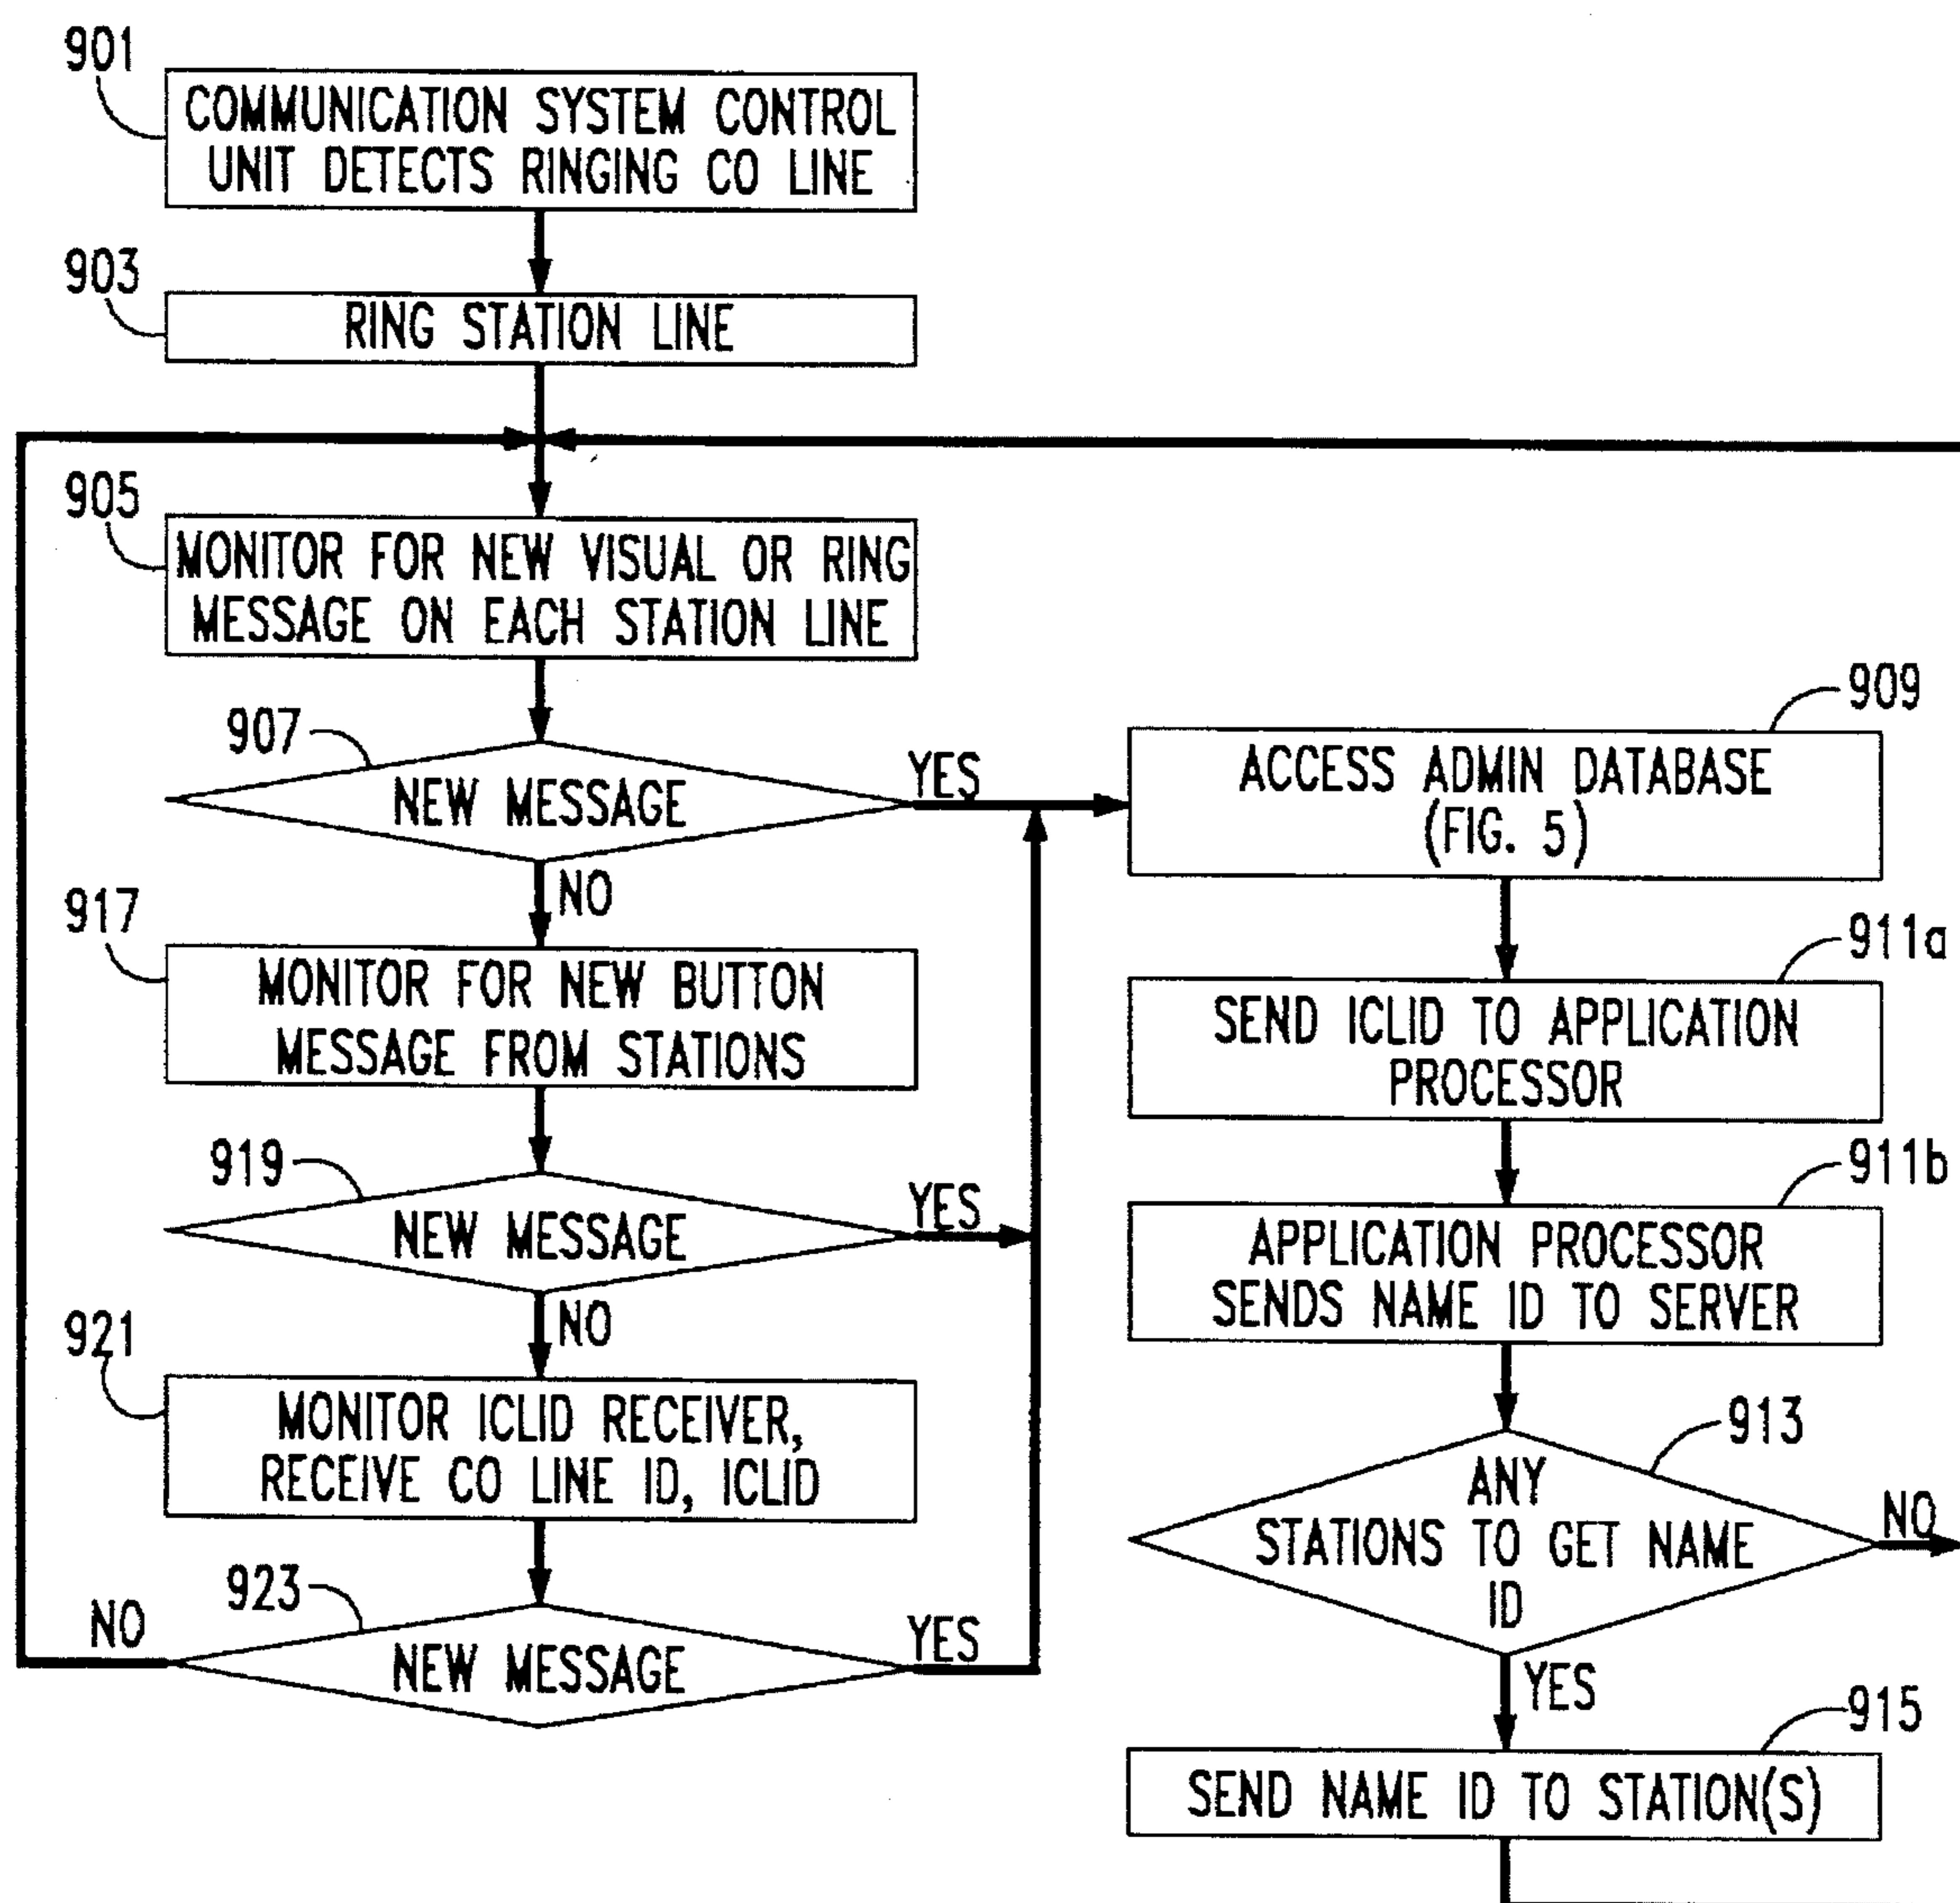 901
COMMUNICATION SYSTEM CONTROL
UNIT DETECTS RINGING CO LINE
903
RING STATION LINE
905
MONITOR FOR NEW VISUAL OR RING
MESSAGE ON EACH STATION LINE
907
NEW MESSAGE
YES
NO
917
MONITOR FOR NEW BUTTON
MESSAGE FROM STATIONS
919
NEW MESSAGE
YES
NO
921
MONITOR ICLID RECEIVER,
RECEIVE CO LINE ID, ICLID
923
NEW MESSAGE
NO
YES
909
ACCESS ADMIN DATABASE
(FIG. 5)
911a
SEND ICLID TO APPLICATION
PROCESSOR
911b
APPLICATION PROCESSOR
SENDS NAME ID TO SERVER
913
ANY
STATIONS TO GET NAME
ID
NO
YES
915
SEND NAME ID TO STATION(S)